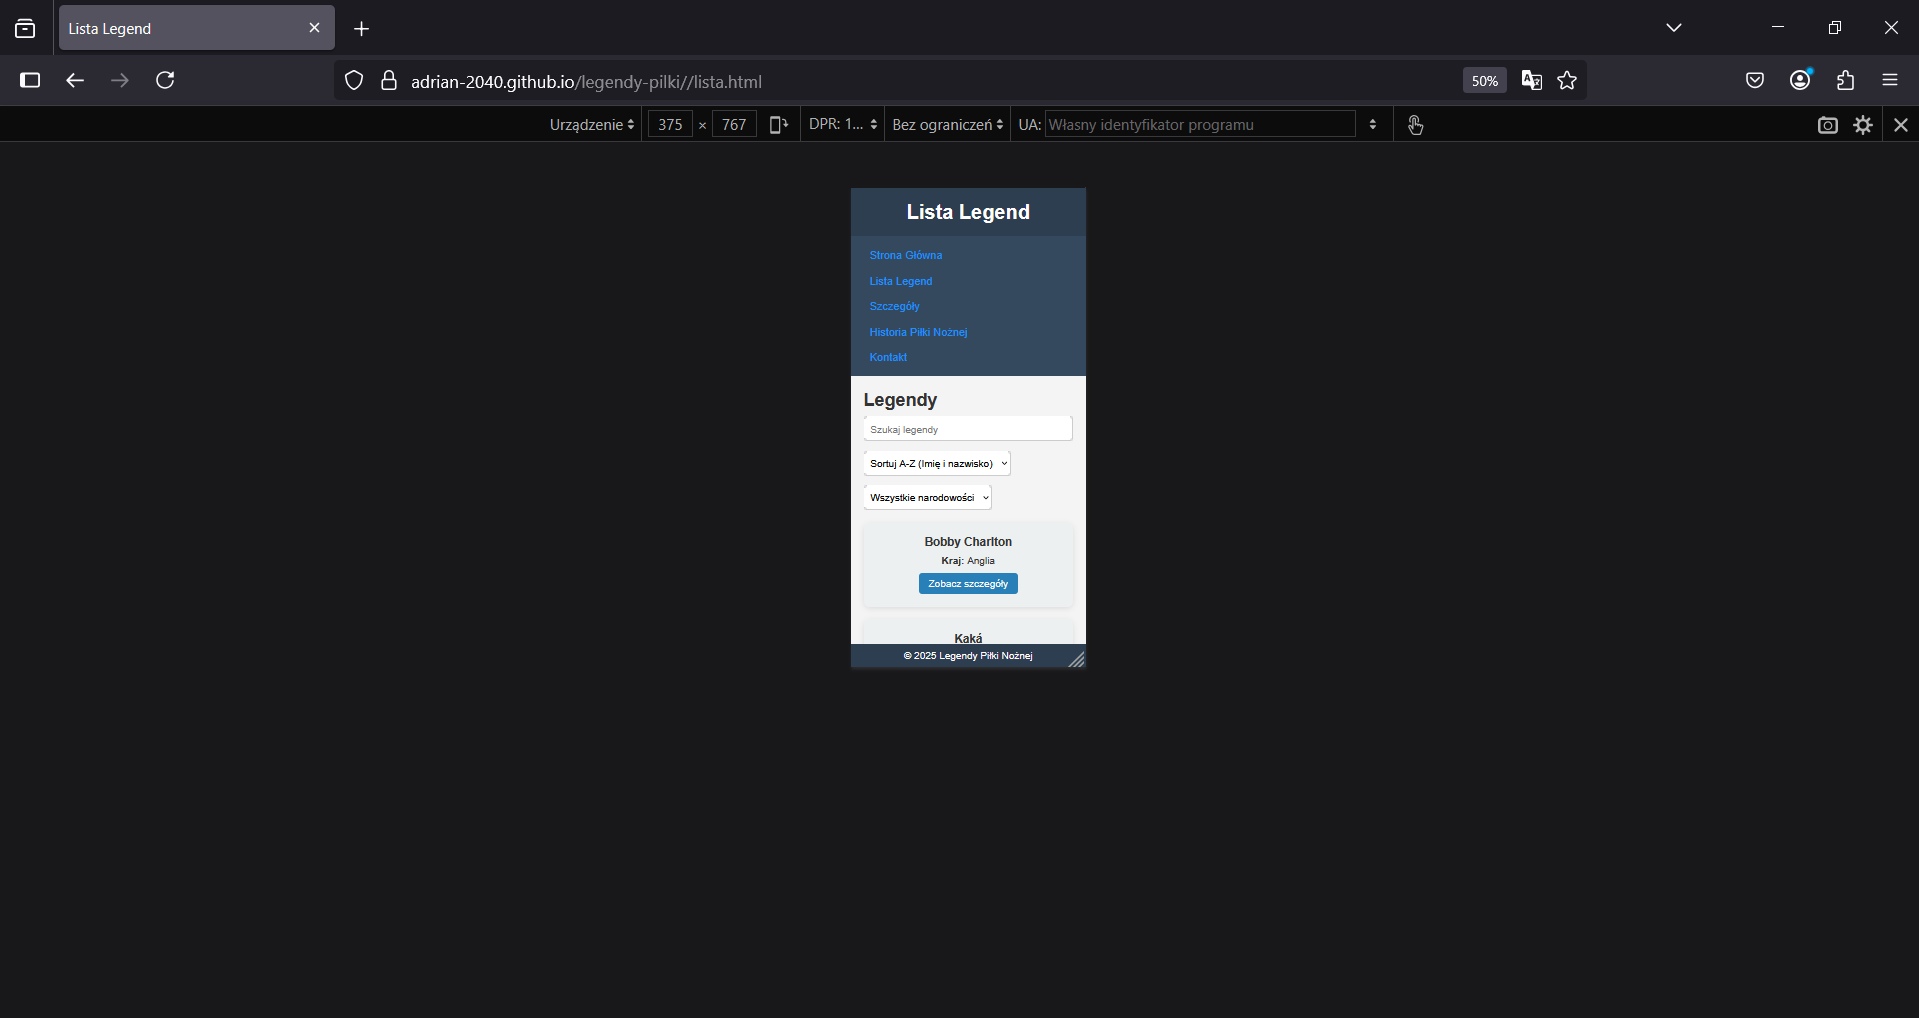 Lista Legend
adrian-2040.github.io/legendy-pilki//lista.html
50%
Urządzenie
375 × 767
DPR: 1...
Bez ograniczeń
UA: Własny identyfikator programu
Lista Legend
Strona Główna
Lista Legend
Szczegóły
Historia Piłki Nożnej
Kontakt
Legendy
Szukaj legendy
Sortuj A-Z (Imię i nazwisko)
Wszystkie narodowości
Bobby Charlton
Kraj: Anglia
Zobacz szczegóły
Kaká
© 2025 Legendy Piłki Nożnej